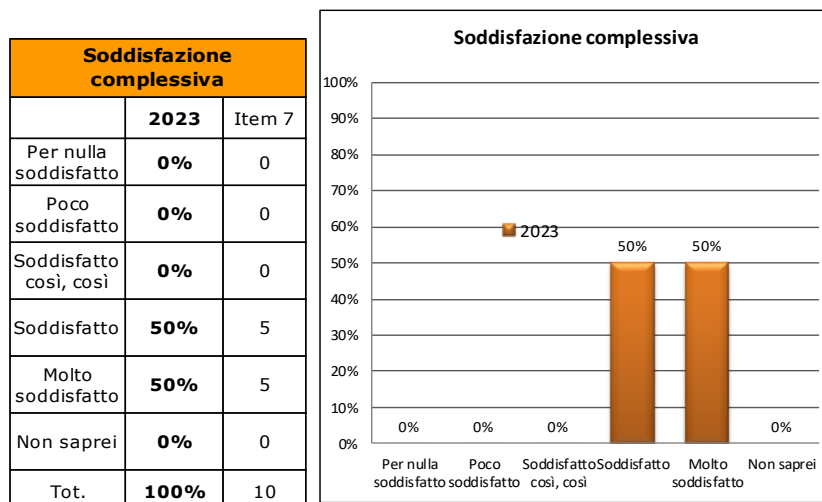 Soddisfazione
complessiva
2023 Item 7
Per nulla
soddisfatto 0% 0
Poco
soddisfatto 0% 0
Soddisfatto
così, così 0% 0
Soddisfatto 50% 5
Molto
soddisfatto 50% 5
Non saprei 0% 0
Tot. 100% 10
Soddisfazione complessiva
100%
90%
80%
70%
60%
50%
40%
30%
20%
10%
0%
2023
0% 0% 0% 50% 50% 0%
Per nulla Poco Soddisfatto Soddisfatto Molto Non saprei
soddisfatto soddisfatto così, così soddisfatto